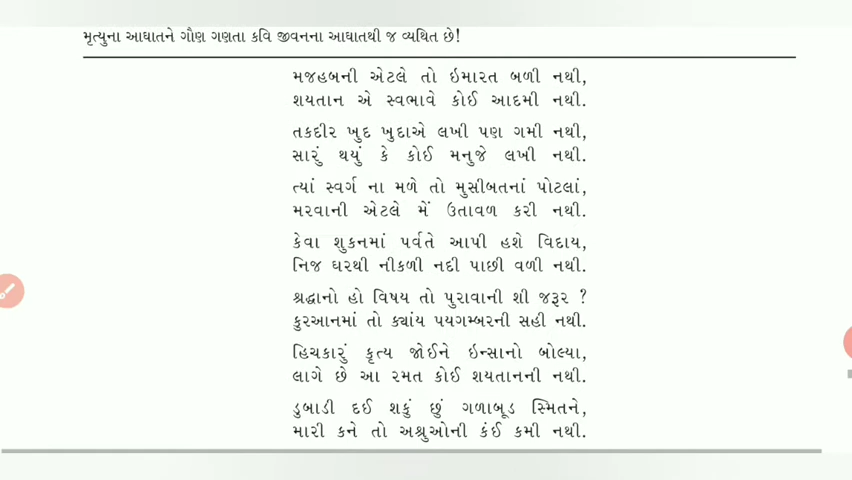 મૃત્યુના આઘાતને ગૌણ ગણતા કવિ જીવનના આઘાતથી જ વ્યથિત છે!
મજહબની એટલે તો ઇમારત બળી નથી,
શયતાન એ સ્વભાવે કોઈ આદમી નથી.
તકદીર ખુદ ખુદાએ લખી પણ ગમી નથી,
સારું થયું કે કોઈ મનુજે લખી નથી.
ત્યાં સ્વર્ગ ના મળે તો મુસીબતનાં પોટલાં,
મરવાની એટલે મેં ઉતાવળ કરી નથી.
કેવા શુકનમાં પર્વતે આપી હશે વિદાય,
નિજ ઘરથી નીકળી નદી પાછી વળી નથી.
શ્રદ્ધાનો હો વિષય તો પુરાવાની શી જરૂર ?
કુરઆનમાં તો ક્યાંય પયગમ્બરની સહી નથી.
હિચકારું કૃત્ય જોઈને ઇન્સાનો બોલ્યા,
લાગે છે આ રમત કોઈ શયતાનની નથી.
ડુબાડી દઈ શકું છું ગળાબૂડ સ્મિતને,
મારી કને તો અશ્રુઓની કંઈ કમી નથી.